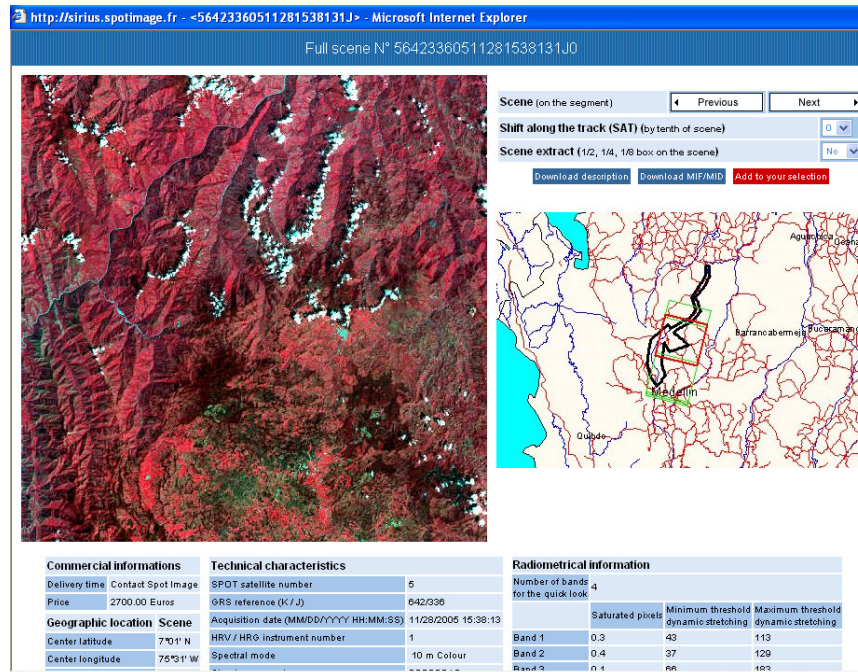 http://sirius.spotimage.fr - <56423360511281538131J> - Microsoft Internet Explorer
Full scene N° 56423360511281538131J0
Scene (on the segment) Previous Next
Shift along the track (SAT) (by tenth of scene) 0
Scene extract (1/2, 1/4, 1/8 box on the scene) No
Download description Download MIF/MID Add to your selection
Barrancabermeja Bucaramang
Medellin
Quibdo
Commercial informations
Delivery time Contact Spot Image
Price 2700.00 Euros
Geographic location Scene
Center latitude 7°01' N
Center longitude 75°31' W
Technical characteristics
SPOT satellite number 5
GRS reference (K / J) 642/336
Acquisition date (MM/DD/YYYY HH:MM:SS) 11/28/2005 15:38:13
HRV / HRG instrument number 1
Spectral mode 10 m Colour
Radiometrical information
Number of bands
for the quick look 4
Saturated pixels Minimum threshold dynamic stretching Maximum threshold dynamic stretching
Band 1 0.3 43 113
Band 2 0.4 37 129
Band 3 0.1 66 183